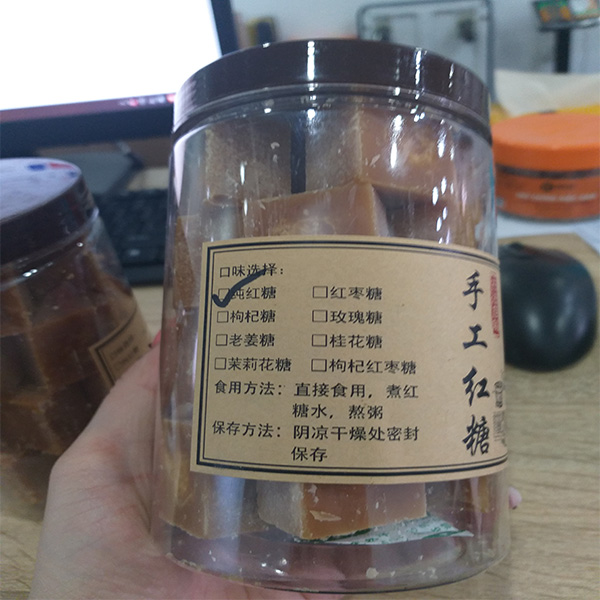 口味选择:
☑纯红糖 □红枣糖
□枸杞糖 □玫瑰糖
□老姜糖 □桂花糖
□茉莉花糖 □枸杞红枣糖
食用方法: 直接食用，煮红
糖水，熬粥
保存方法: 阴凉干燥处密封
保存
手工红糖